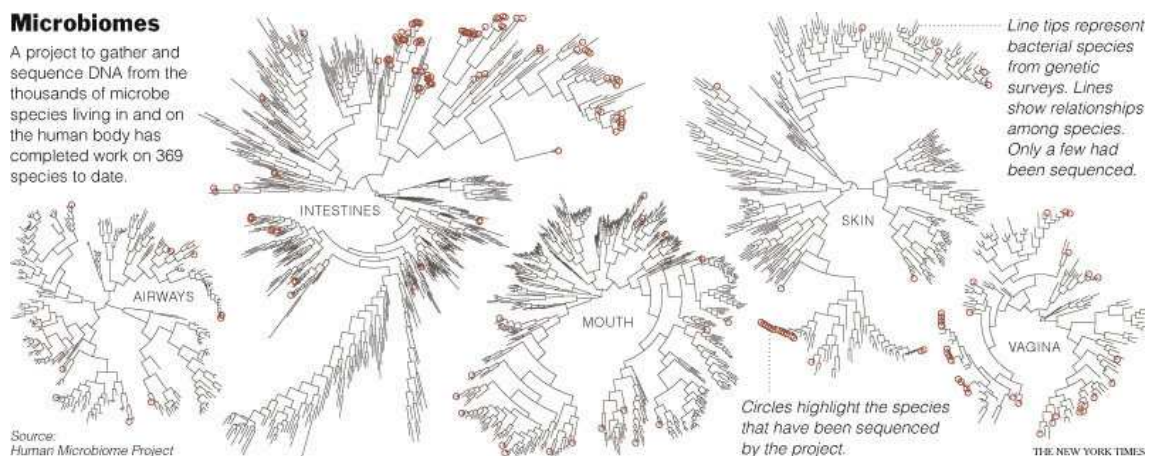 Microbiomes
A project to gather and
sequence DNA from the
thousands of microbe
species living in and on
the human body has
completed work on 369
species to date.
Line tips represent
bacterial species
from genetic
surveys. Lines
show relationships
among species.
Only a few had
been sequenced.
INTESTINES
SKIN
AIRWAYS
MOUTH
VAGINA
Circles highlight the species
that have been sequenced
by the project.
Source:
Human Microbiome Project
THE NEW YORK TIMES